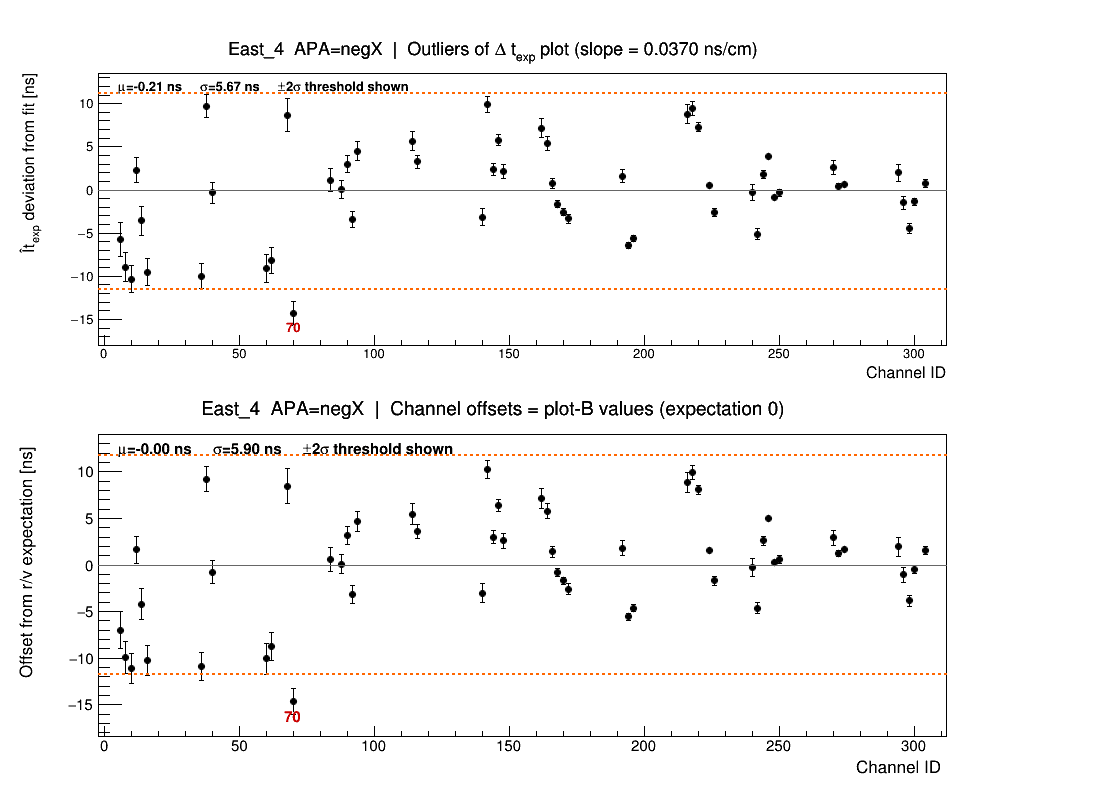 East_4 APA=negX | Outliers of Δ t_exp plot (slope = 0.0370 ns/cm)
μ=-0.21 ns σ=5.67 ns ±2σ threshold shown
Ît_exp deviation from fit [ns]
10
5
0
−5
−10
−15
70
0 50 100 150 200 250 300
Channel ID
East_4 APA=negX | Channel offsets = plot-B values (expectation 0)
μ=-0.00 ns σ=5.90 ns ±2σ threshold shown
Offset from r/v expectation [ns]
10
5
0
−5
−10
−15
70
0 50 100 150 200 250 300
Channel ID